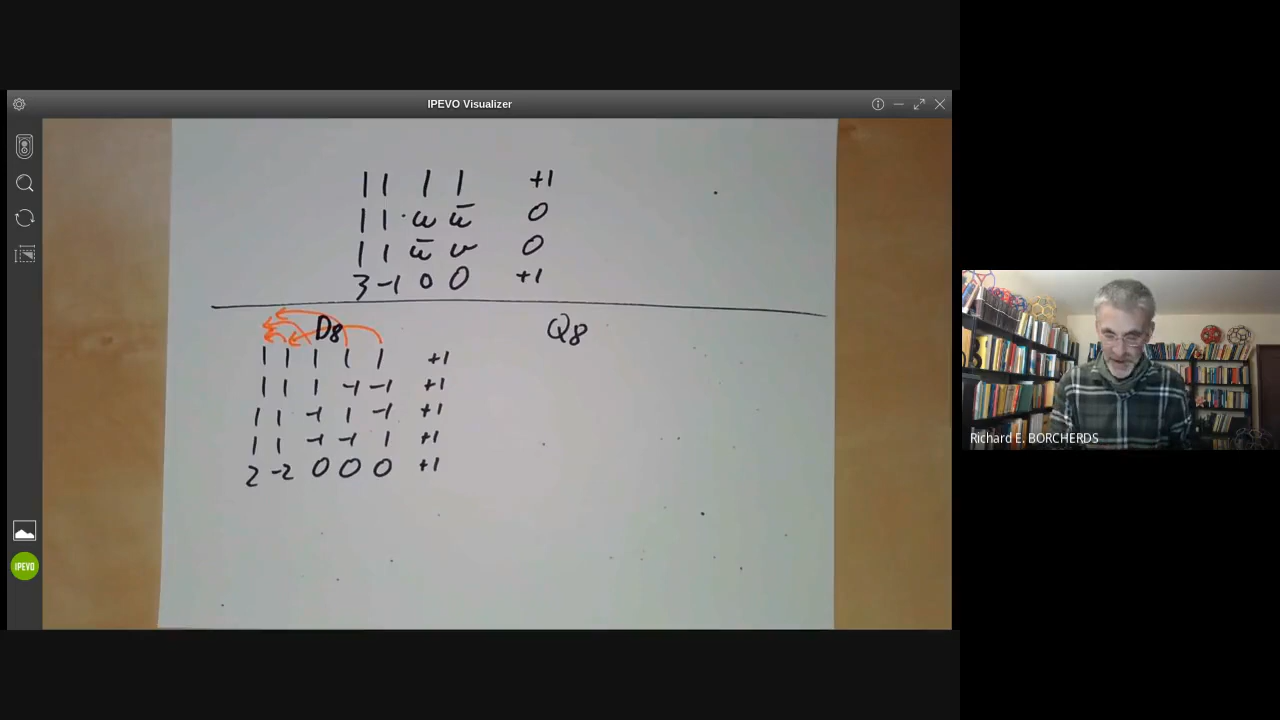 IPEVO Visualizer
1 1 1 1 +1
1 1 ω ω̄ 0
1 1 ω̄ ω 0
3 -1 0 0 +1
D8 Q8
1 1 1 1 1 +1
1 1 1 -1 -1 +1
1 1 -1 1 -1 +1
1 1 -1 -1 1 +1
2 -2 0 0 0 +1
IPEVO
Richard E. BORCHERDS